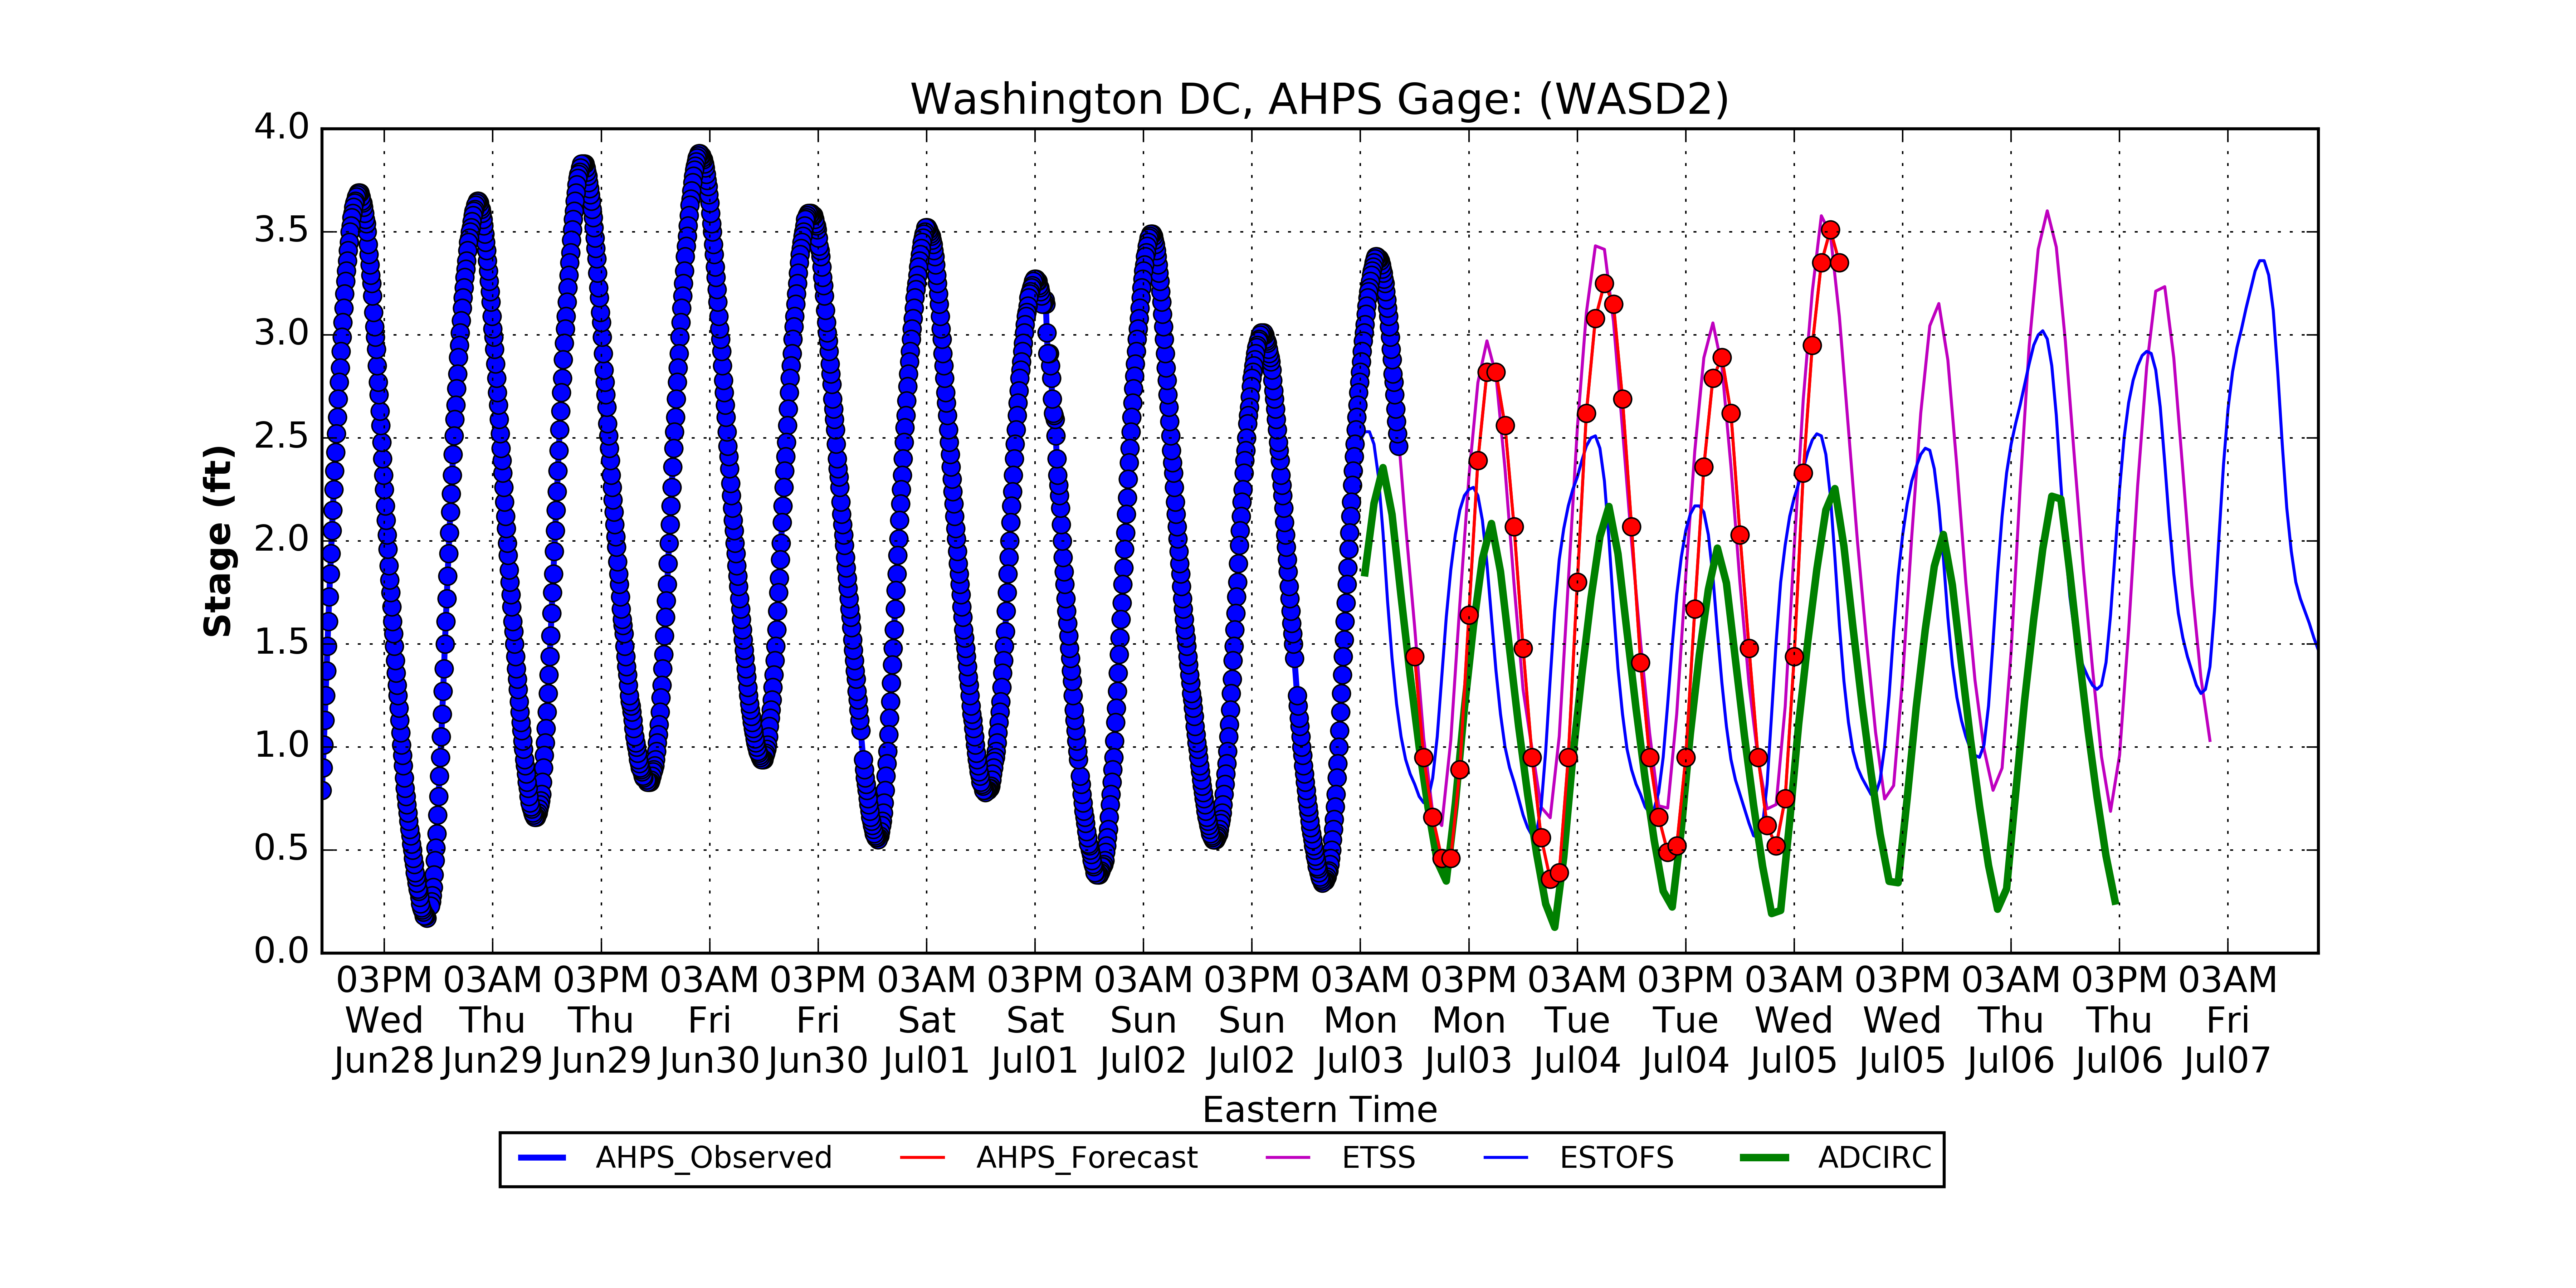 Washington DC, AHPS Gage: (WASD2)
4.0
3.5
3.0
2.5
2.0
1.5
1.0
0.5
0.0
Stage (ft)
03PM 03AM 03PM 03AM 03PM 03AM 03PM 03AM 03PM 03AM 03PM 03AM 03PM 03AM 03PM 03AM 03PM 03AM
Wed Thu Thu Fri Fri Sat Sat Sun Sun Mon Mon Tue Tue Wed Wed Thu Thu Fri
Jun28 Jun29 Jun29 Jun30 Jun30 Jul01 Jul01 Jul02 Jul02 Jul03 Jul03 Jul04 Jul04 Jul05 Jul05 Jul06 Jul06 Jul07
Eastern Time
AHPS_Observed AHPS_Forecast ETSS ESTOFS ADCIRC